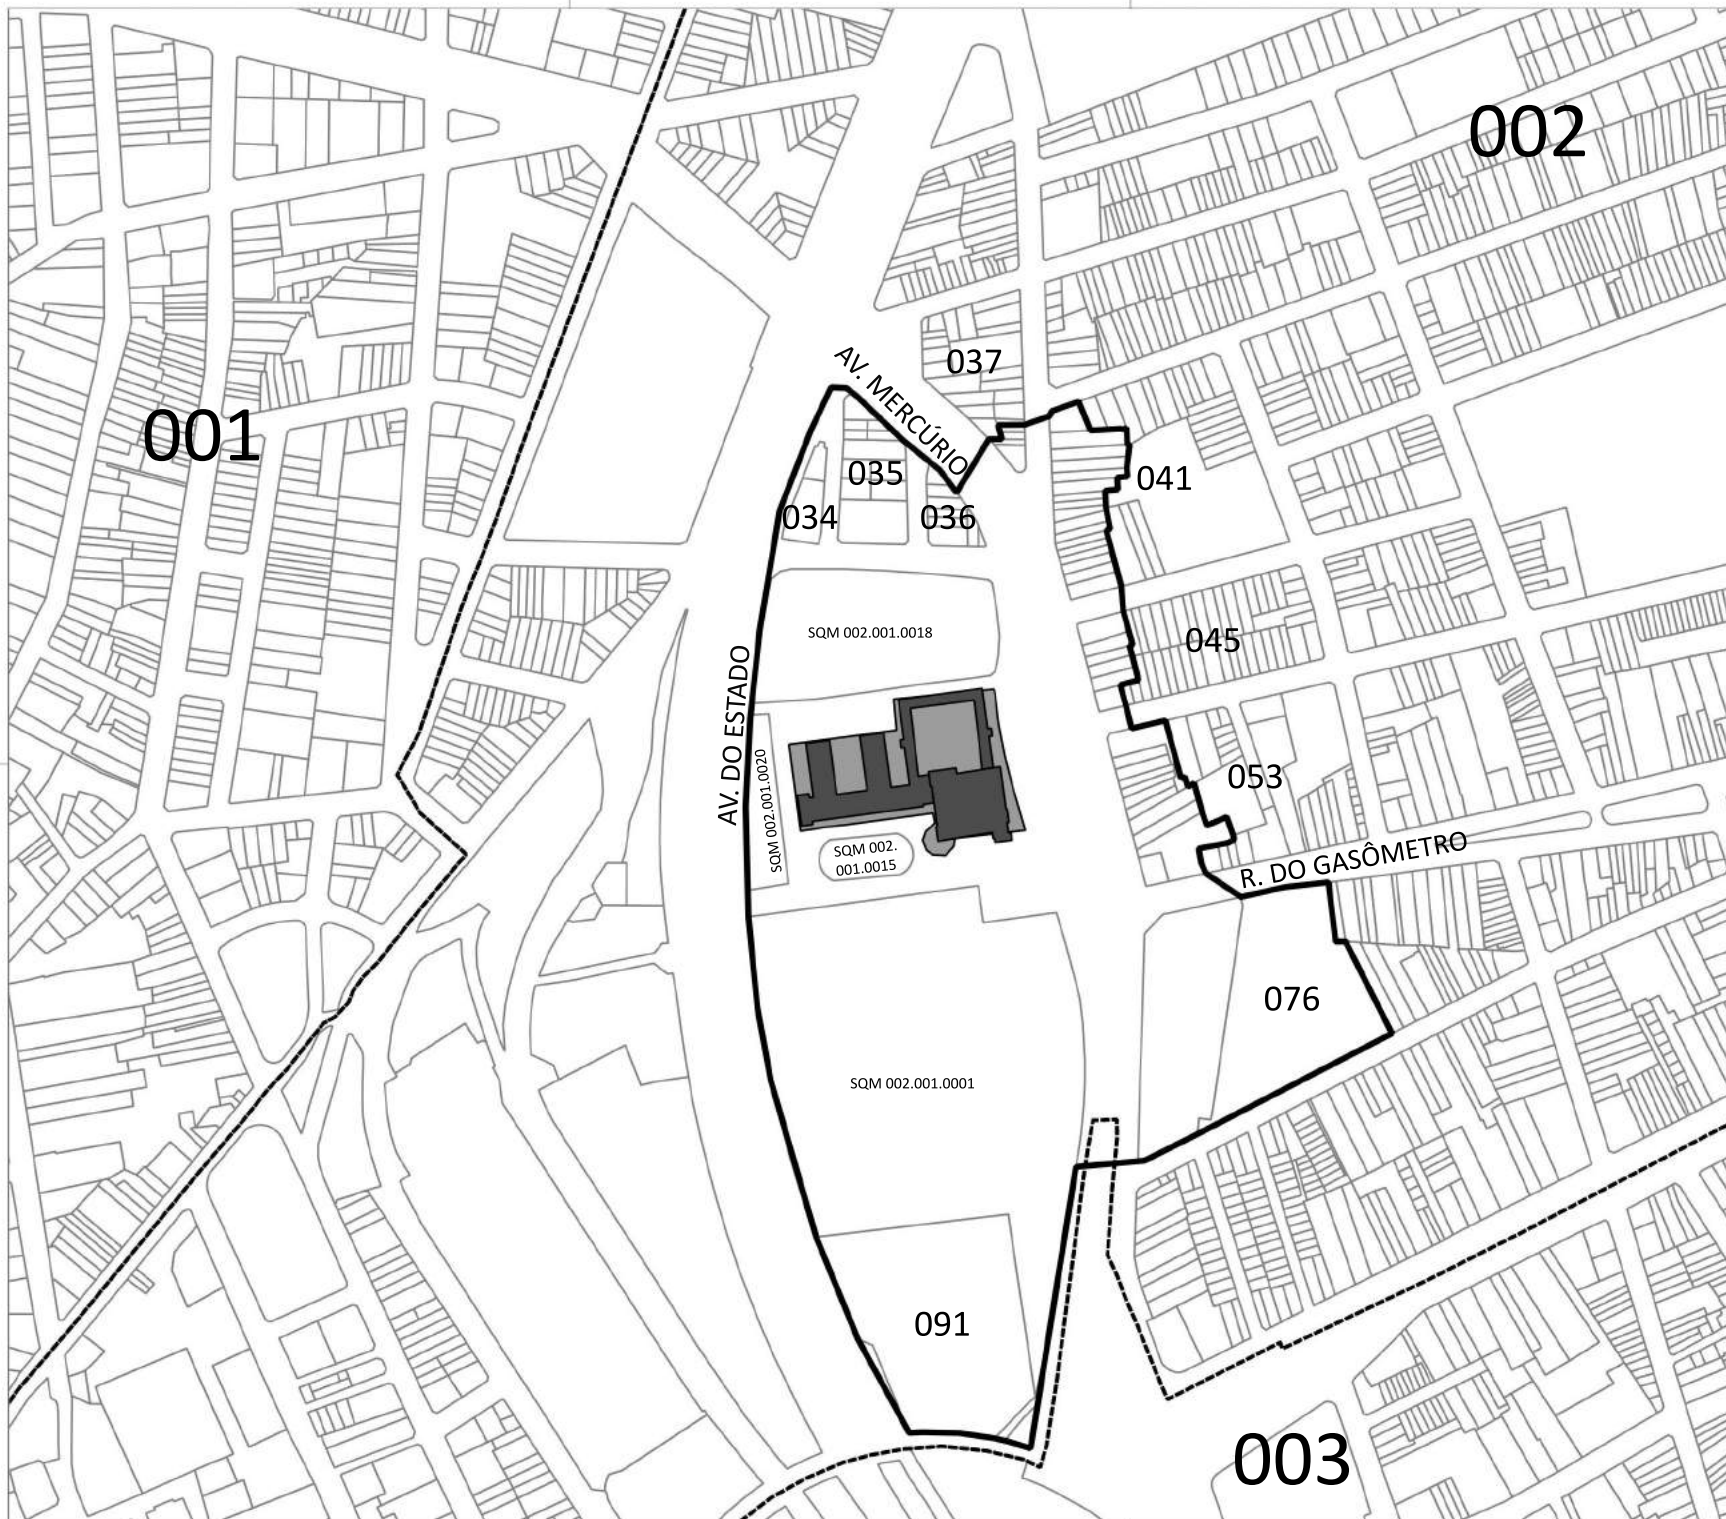 002
AV. MERCÚRIO
037
001
035
041
034
036
SQM 002.001.0018
045
AV. DO ESTADO
SQM 002.001.0020
053
SQM 002.
001.0015
R. DO GASÔMETRO
076
SQM 002.001.0001
091
003